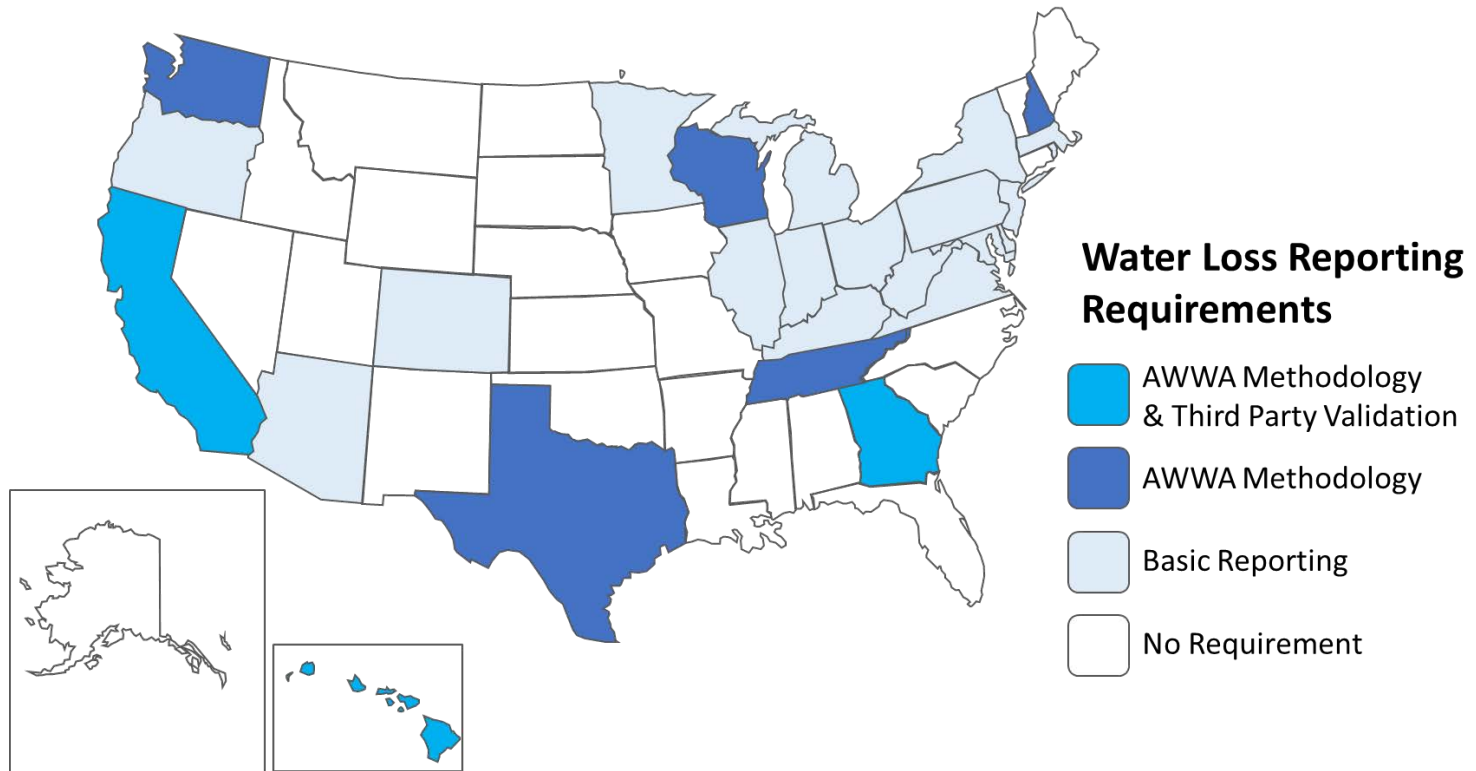 Water Loss Reporting
Requirements
AWWA Methodology
& Third Party Validation
AWWA Methodology
Basic Reporting
No Requirement